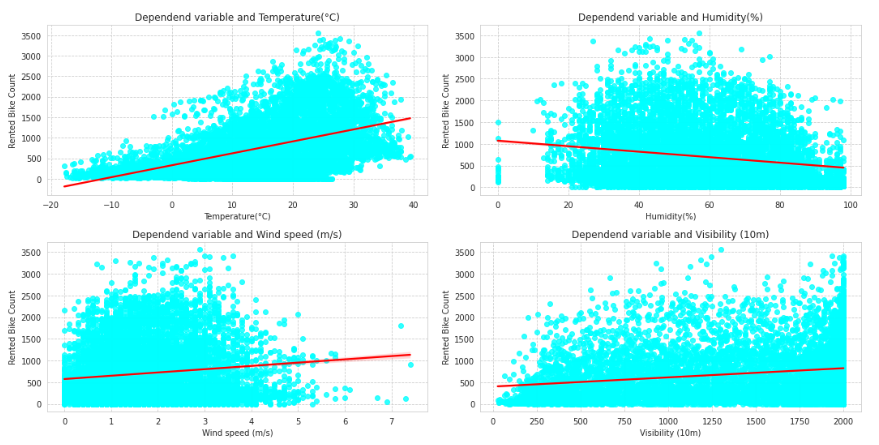 Dependend variable and Temperature(°C)
Rented Bike Count
3500
3000
2500
2000
1500
1000
500
0
−20 −10 0 10 20 30 40
Temperature(°C)
Dependend variable and Humidity(%)
Rented Bike Count
3500
3000
2500
2000
1500
1000
500
0
0 20 40 60 80 100
Humidity(%)
Dependend variable and Wind speed (m/s)
Rented Bike Count
3500
3000
2500
2000
1500
1000
500
0
0 1 2 3 4 5 6 7
Wind speed (m/s)
Dependend variable and Visibility (10m)
Rented Bike Count
3500
3000
2500
2000
1500
1000
500
0
0 250 500 750 1000 1250 1500 1750 2000
Visibility (10m)